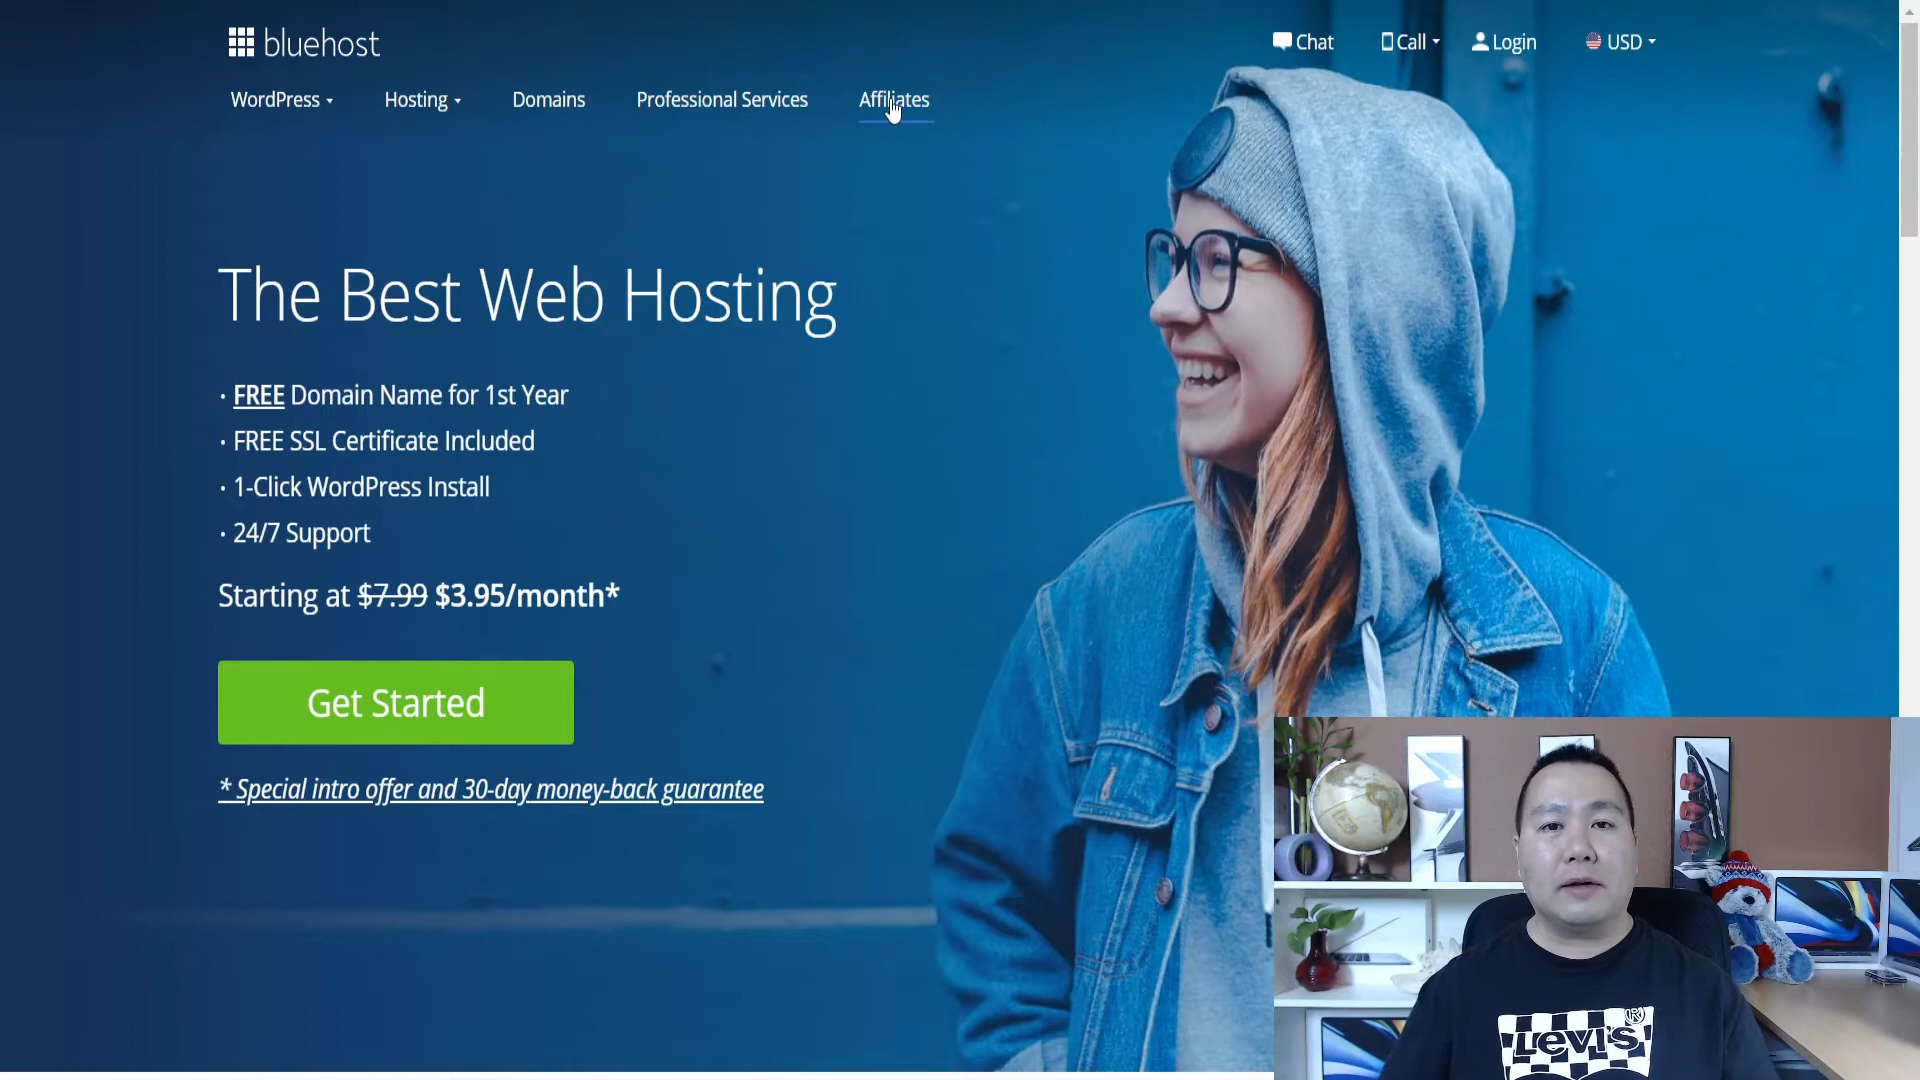 bluehost
Chat
Call
Login
USD
WordPress
Hosting
Domains
Professional Services
Affiliates
The Best Web Hosting
· FREE Domain Name for 1st Year
· FREE SSL Certificate Included
· 1-Click WordPress Install
· 24/7 Support
Starting at $7.99 $3.95/month*
Get Started
* Special intro offer and 30-day money-back guarantee
Levi's
®